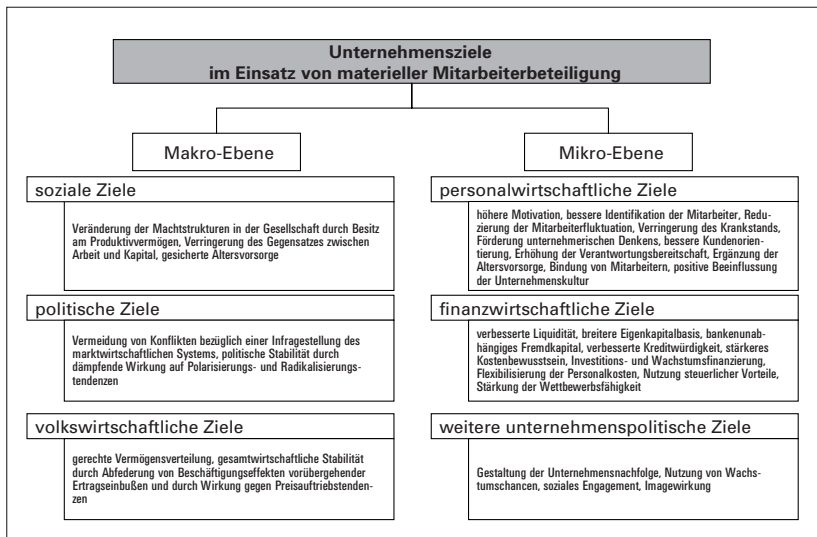 Unternehmensziele
im Einsatz von materieller Mitarbeiterbeteiligung
Makro-Ebene
soziale Ziele
Veränderung der Machtstrukturen in der Gesellschaft durch Besitz
am Produktivvermögen, Verringerung des Gegensatzes zwischen
Arbeit und Kapital, gesicherte Altersvorsorge
politische Ziele
Vermeidung von Konflikten bezüglich einer Infragestellung des
marktwirtschaftlichen Systems, politische Stabilität durch
dämpfende Wirkung auf Polarisierungs- und Radikalisierungs-
tendenzen
volkswirtschaftliche Ziele
gerechte Vermögensverteilung, gesamtwirtschaftliche Stabilität
durch Abfederung von Beschäftigungseffekten vorübergehender
Ertragseinbußen und durch Wirkung gegen Preisauftriebstenden-
zen
Mikro-Ebene
personalwirtschaftliche Ziele
höhere Motivation, bessere Identifikation der Mitarbeiter, Redu-
zierung der Mitarbeiterfluktuation, Verringerung des Krankstands,
Förderung unternehmerischen Denkens, bessere Kundenorien-
tierung, Erhöhung der Verantwortungsbereitschaft, Ergänzung der
Altersvorsorge, Bindung von Mitarbeitern, positive Beeinflussung
der Unternehmenskultur
finanzwirtschaftliche Ziele
verbesserte Liquidität, breitere Eigenkapitalbasis, bankenunab-
hängiges Fremdkapital, verbesserte Kreditwürdigkeit, stärkeres
Kostenbewusstsein, Investitions- und Wachstumsfinanzierung,
Flexibilisierung der Personalkosten, Nutzung steuerlicher Vorteile,
Stärkung der Wettbewerbsfähigkeit
weitere unternehmenspolitische Ziele
Gestaltung der Unternehmensnachfolge, Nutzung von Wachs-
tumschancen, soziales Engagement, Imagewirkung